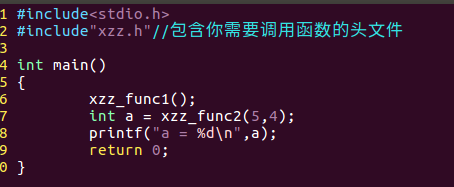 1 #include<stdio.h>
2 #include"xzz.h"//包含你需要调用函数的头文件
3
4 int main()
5 {
6 xzz_func1();
7 int a = xzz_func2(5,4);
8 printf("a = %d\n",a);
9 return 0;
0 }